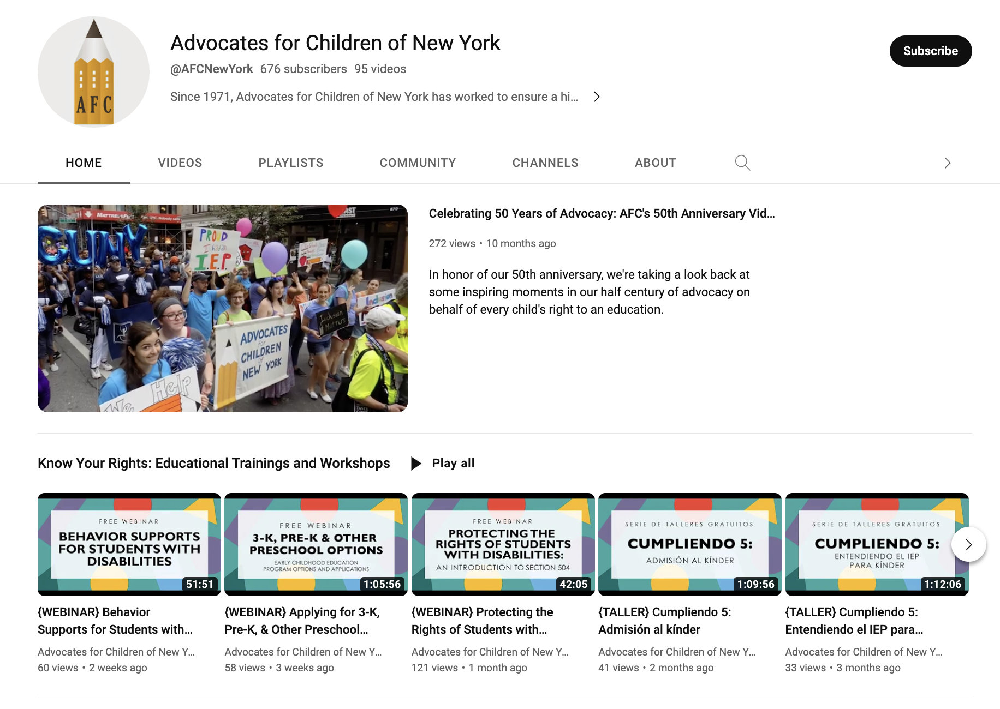 AFC
Advocates for Children of New York
Subscribe
@AFCNewYork 676 subscribers 95 videos
Since 1971, Advocates for Children of New York has worked to ensure a hi...
HOME VIDEOS PLAYLISTS COMMUNITY CHANNELS ABOUT
CUNY
PROUD
I had an
I.E.P
Inclusion
Inclusion
Matters
ADVOCATES
for
CHILDREN
of
NEW YORK
We Help
Celebrating 50 Years of Advocacy: AFC's 50th Anniversary Vid...
272 views • 10 months ago
In honor of our 50th anniversary, we're taking a look back at
some inspiring moments in our half century of advocacy on
behalf of every child's right to an education.
Know Your Rights: Educational Trainings and Workshops
Play all
FREE WEBINAR
BEHAVIOR SUPPORTS
FOR STUDENTS WITH
DISABILITIES
51:51
{WEBINAR} Behavior
Supports for Students with...
Advocates for Children of New Y...
60 views • 2 weeks ago
FREE WEBINAR
3-K, PRE-K & OTHER
PRESCHOOL OPTIONS
EARLY CHILDHOOD EDUCATION
PROGRAM OPTIONS AND APPLICATIONS
1:05:56
{WEBINAR} Applying for 3-K,
Pre-K, & Other Preschool...
Advocates for Children of New Y...
58 views • 3 weeks ago
FREE WEBINAR
PROTECTING THE
RIGHTS OF STUDENTS
WITH DISABILITIES:
AN INTRODUCTION TO SECTION 504
42:05
{WEBINAR} Protecting the
Rights of Students with...
Advocates for Children of New Y...
121 views • 1 month ago
SERIE DE TALLERES GRATUITOS
CUMPLIENDO 5:
ADMISIÓN AL KÍNDER
1:09:56
{TALLER} Cumpliendo 5:
Admisión al kínder
Advocates for Children of New Y...
41 views • 2 months ago
SERIE DE TALLERES GRATUITOS
CUMPLIENDO 5:
ENTENDIENDO EL IEP
PARA KÍNDER
1:12:06
{TALLER} Cumpliendo 5:
Entendiendo el IEP para...
Advocates for Children of New Y...
33 views • 3 months ago